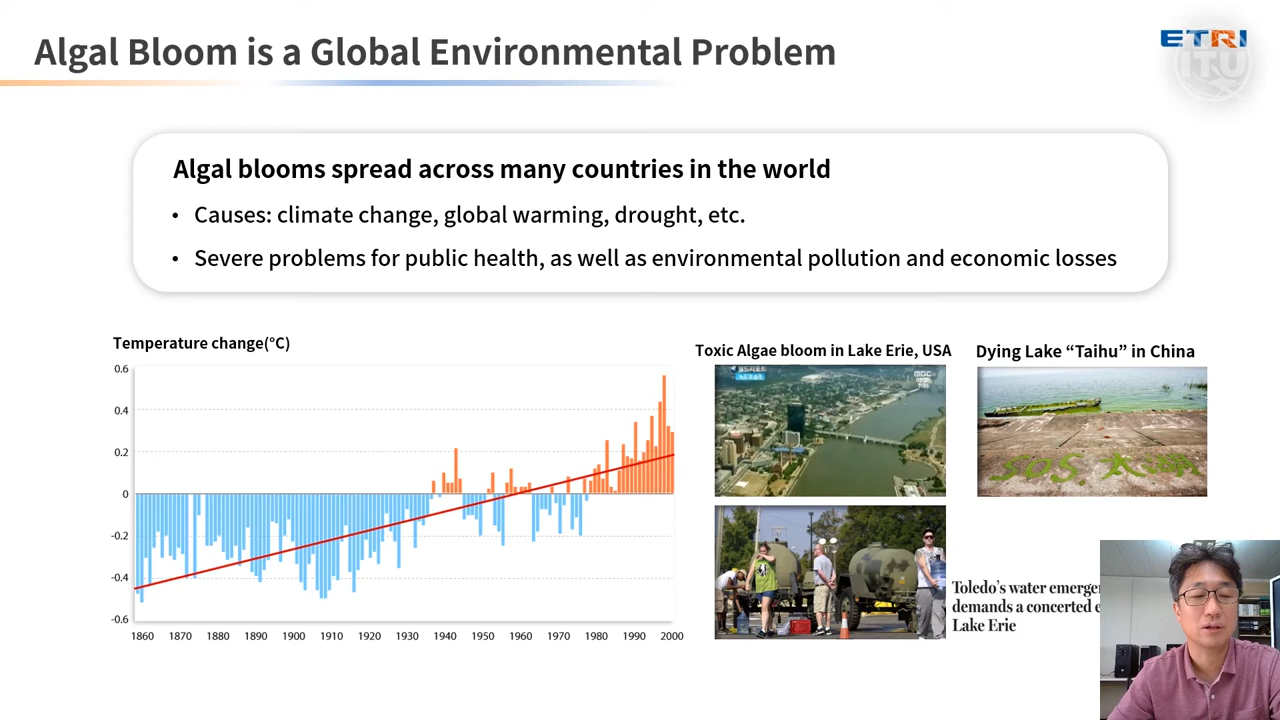 Algal Bloom is a Global Environmental Problem
ETRI
ITU
Algal blooms spread across many countries in the world
• Causes: climate change, global warming, drought, etc.
• Severe problems for public health, as well as environmental pollution and economic losses
Temperature change(°C)
0.6
0.4
0.2
0
-0.2
-0.4
-0.6
1860 1870 1880 1890 1900 1910 1920 1930 1940 1950 1960 1970 1980 1990 2000
Toxic Algae bloom in Lake Erie, USA
MBC
Dying Lake “Taihu” in China
SOS.
Toledo’s water emerge
demands a concerted e
Lake Erie